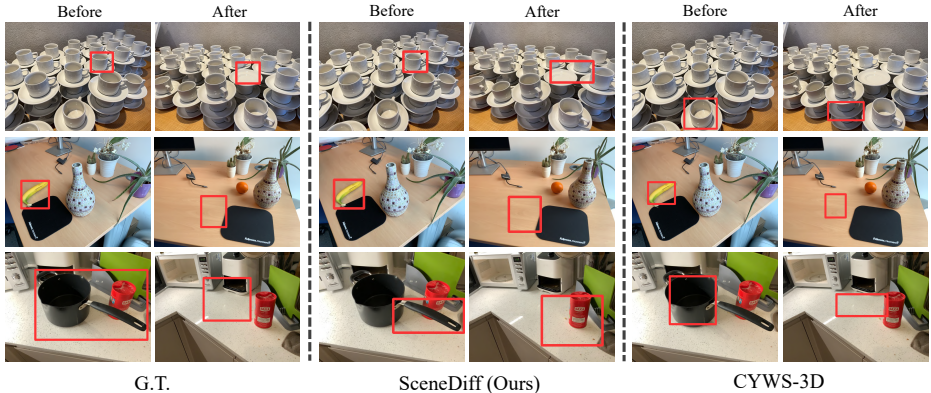 Before After Before After Before After
G.T. SceneDiff (Ours) CYWS-3D